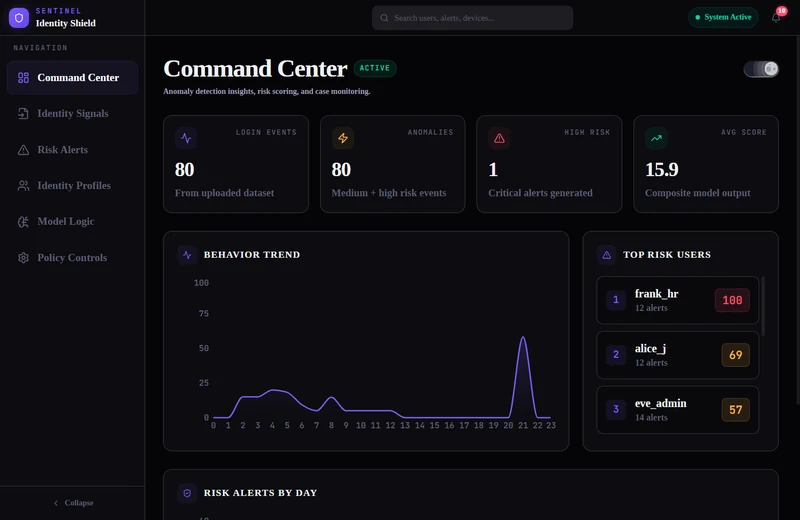 SENTINEL
Identity Shield
Search users, alerts, devices...
System Active
10
NAVIGATION
Command Center
Identity Signals
Risk Alerts
Identity Profiles
Model Logic
Policy Controls
Collapse
Command Center ACTIVE
Anomaly detection insights, risk scoring, and case monitoring.
LOGIN EVENTS
80
From uploaded dataset
ANOMALIES
80
Medium + high risk events
HIGH RISK
1
Critical alerts generated
AVG SCORE
15.9
Composite model output
BEHAVIOR TREND
100
75
50
25
0
0 1 2 3 4 5 6 7 8 9 10 11 12 13 14 15 16 17 18 19 20 21 22 23
TOP RISK USERS
1 frank_hr 100
12 alerts
2 alice_j 69
12 alerts
3 eve_admin 57
14 alerts
RISK ALERTS BY DAY